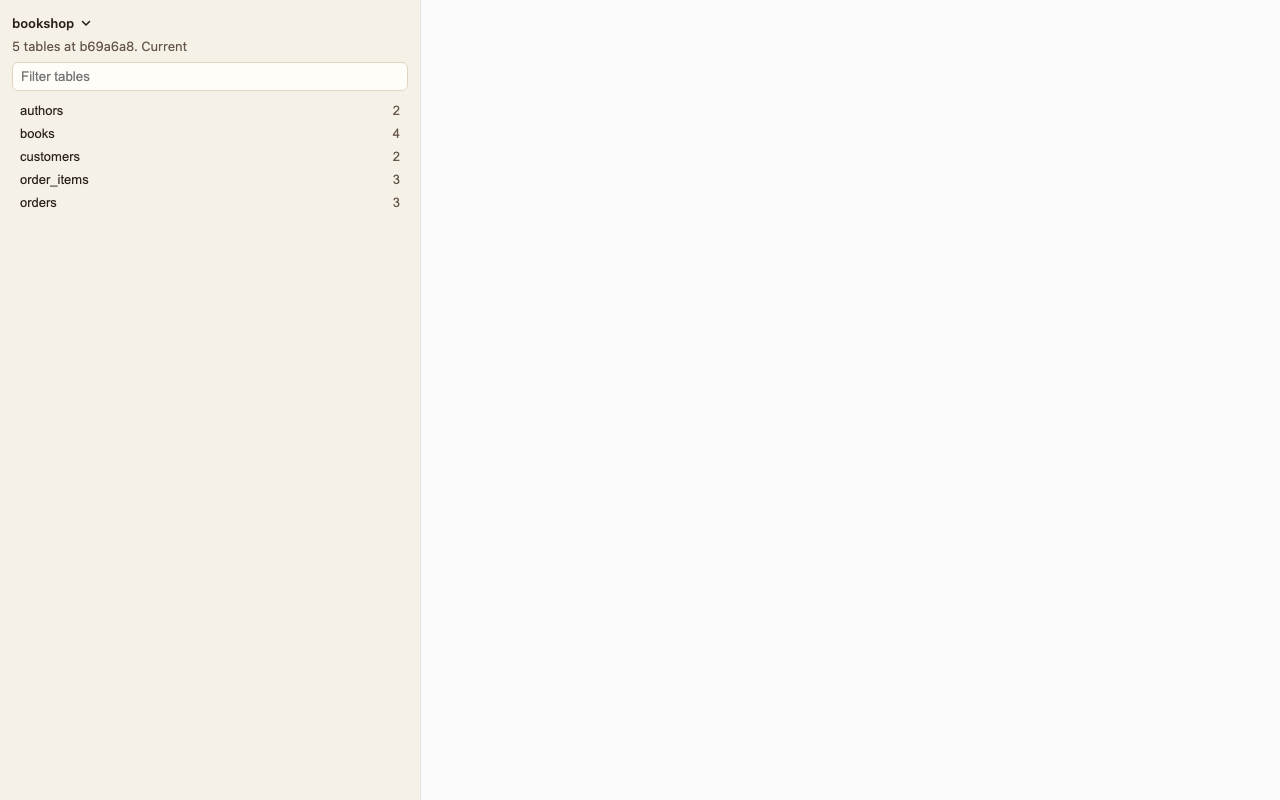 bookshop
5 tables at b69a6a8. Current
Filter tables
authors 2
books 4
customers 2
order_items 3
orders 3